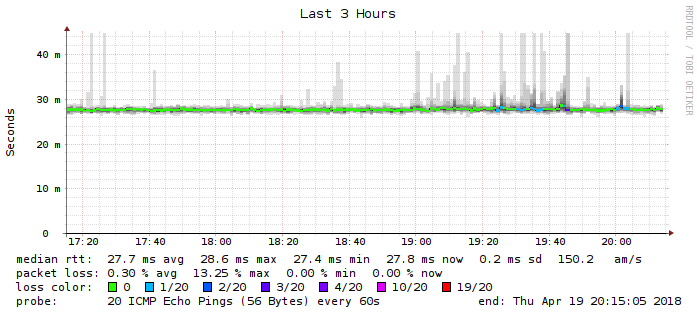 Last 3 Hours
RRDTOOL / TOBI OETIKER
Seconds
40 m
30 m
20 m
10 m
0
17:20 17:40 18:00 18:20 18:40 19:00 19:20 19:40 20:00
median rtt: 27.7 ms avg 28.6 ms max 27.4 ms min 27.8 ms now 0.2 ms sd 150.2 am/s
packet loss: 0.30 % avg 13.25 % max 0.00 % min 0.00 % now
loss color: 0 1/20 2/20 3/20 4/20 10/20 19/20
probe: 20 ICMP Echo Pings (56 Bytes) every 60s end: Thu Apr 19 20:15:05 2018